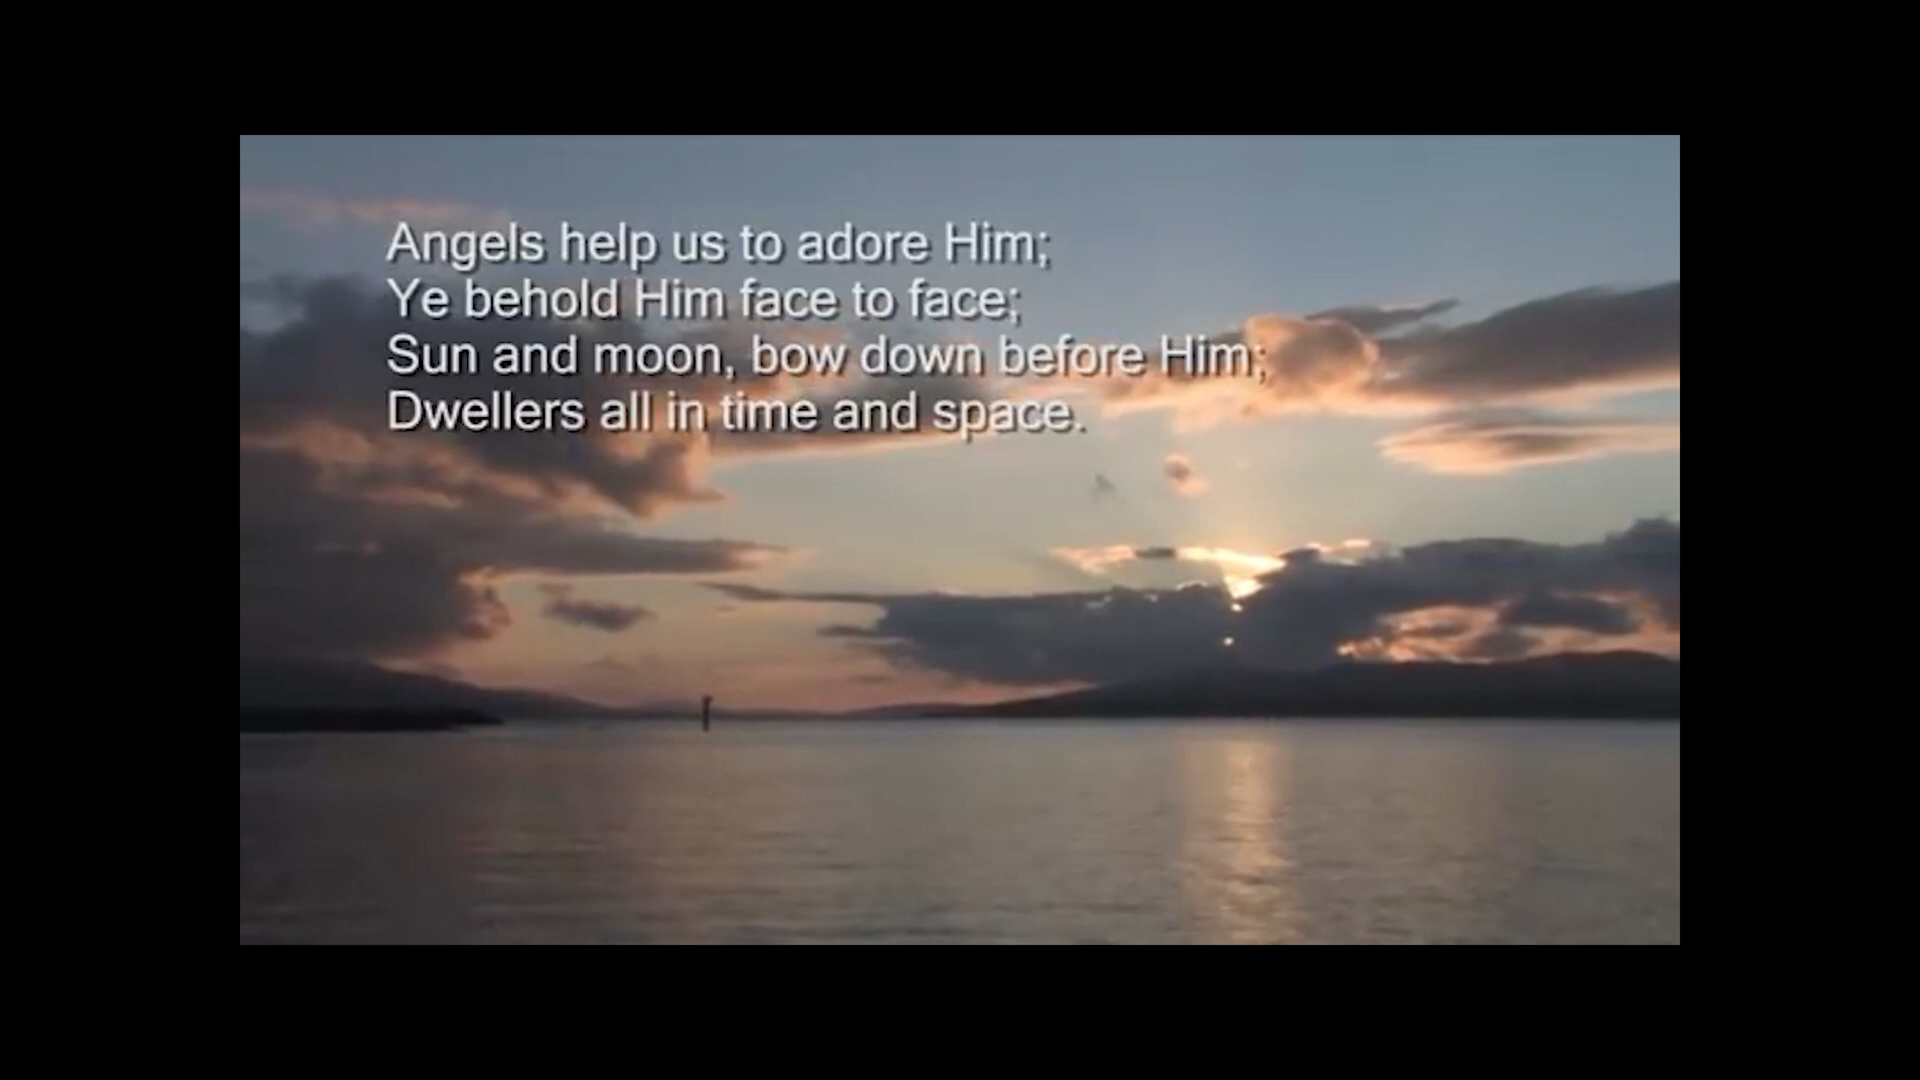 Angels help us to adore Him;
Ye behold Him face to face;
Sun and moon, bow down before Him;
Dwellers all in time and space.